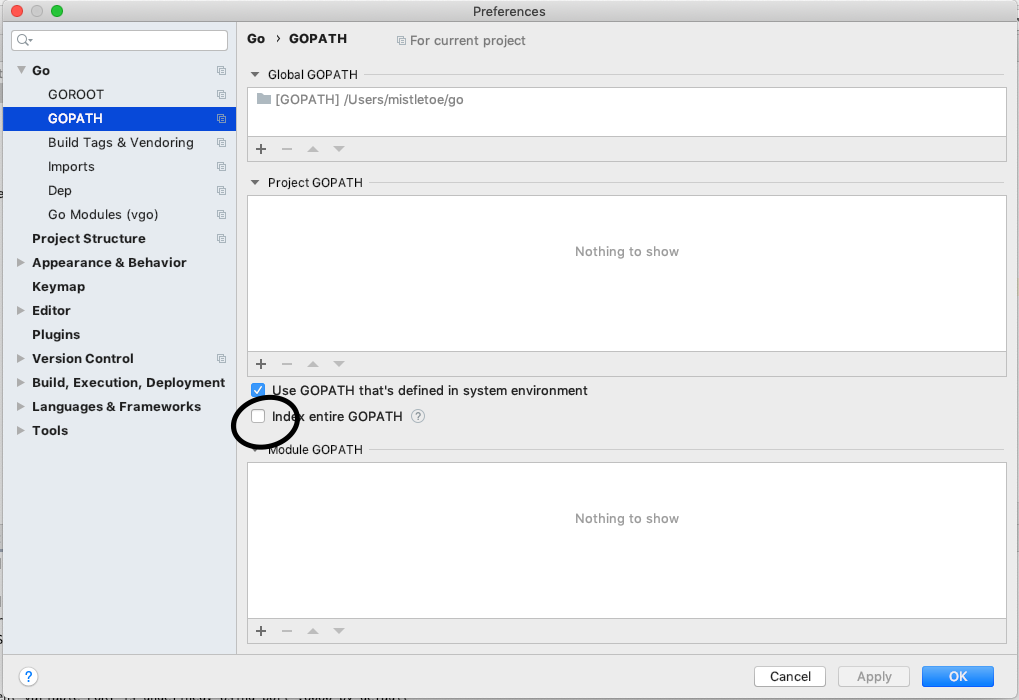 Preferences
Go › GOPATH
For current project
Go
GOROOT
GOPATH
Build Tags & Vendoring
Imports
Dep
Go Modules (vgo)
Project Structure
Appearance & Behavior
Keymap
Editor
Plugins
Version Control
Build, Execution, Deployment
Languages & Frameworks
Tools
Global GOPATH
[GOPATH] /Users/mistletoe/go
Project GOPATH
Nothing to show
Use GOPATH that's defined in system environment
Index entire GOPATH ?
Module GOPATH
Nothing to show
?
Cancel
Apply
OK